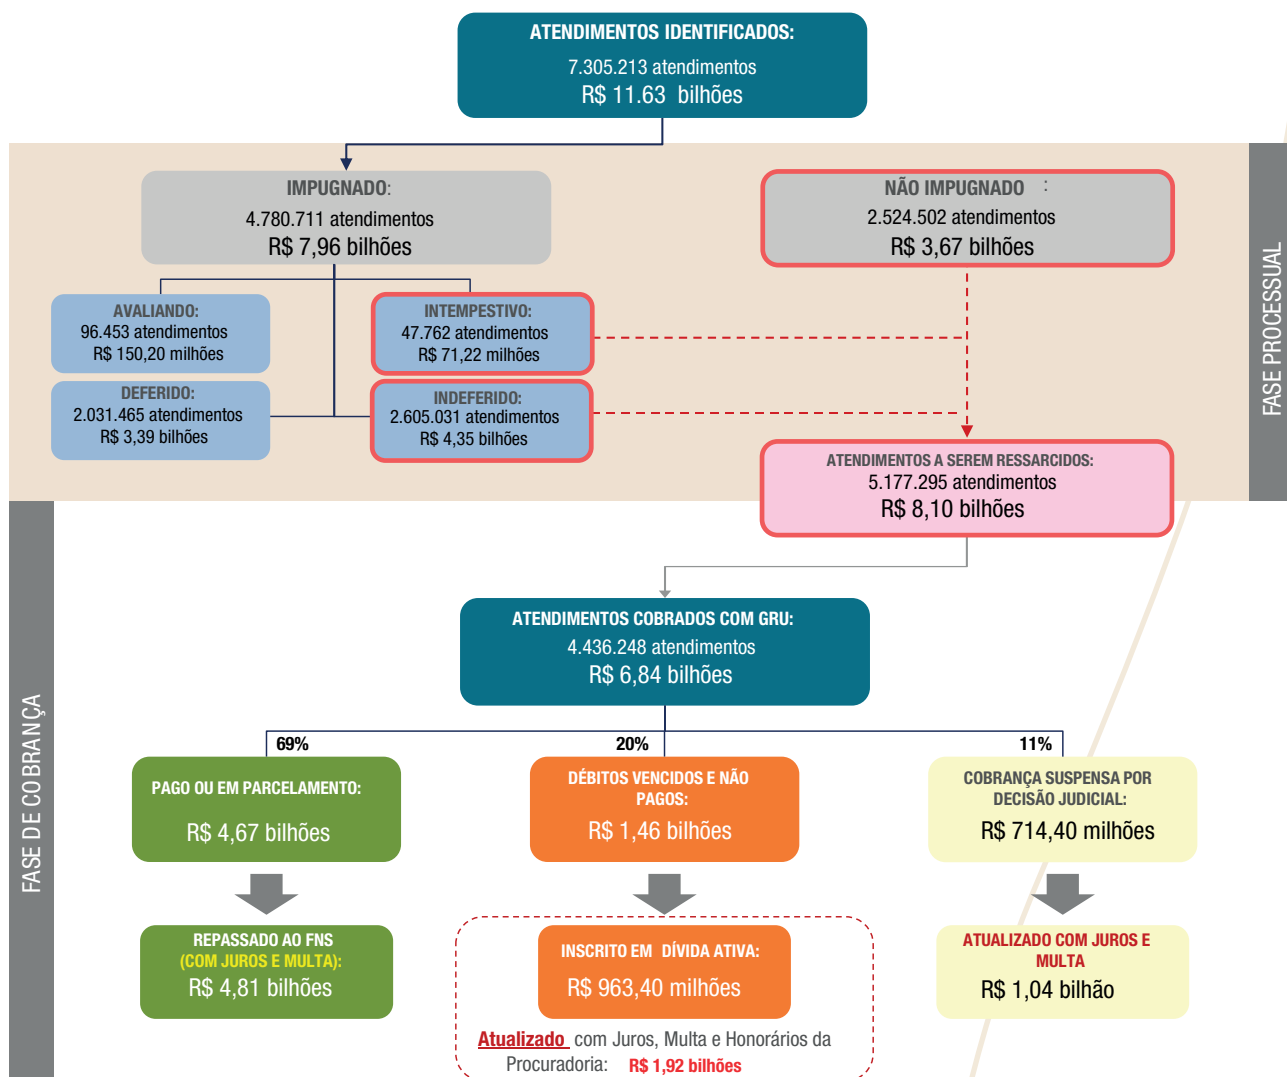 ATENDIMENTOS IDENTIFICADOS:
7.305.213 atendimentos
R$ 11.63 bilhões
FASE PROCESSUAL
IMPUGNADO:
4.780.711 atendimentos
R$ 7,96 bilhões
NÃO IMPUGNADO :
2.524.502 atendimentos
R$ 3,67 bilhões
AVALIANDO:
96.453 atendimentos
R$ 150,20 milhões
INTEMPESTIVO:
47.762 atendimentos
R$ 71,22 milhões
DEFERIDO:
2.031.465 atendimentos
R$ 3,39 bilhões
INDEFERIDO:
2.605.031 atendimentos
R$ 4,35 bilhões
ATENDIMENTOS A SEREM RESSARCIDOS:
5.177.295 atendimentos
R$ 8,10 bilhões
FASE DE COBRANÇA
ATENDIMENTOS COBRADOS COM GRU:
4.436.248 atendimentos
R$ 6,84 bilhões
69%
20%
11%
PAGO OU EM PARCELAMENTO:
R$ 4,67 bilhões
DÉBITOS VENCIDOS E NÃO
PAGOS:
R$ 1,46 bilhões
COBRANÇA SUSPENSA POR
DECISÃO JUDICIAL:
R$ 714,40 milhões
REPASSADO AO FNS
(COM JUROS E MULTA):
R$ 4,81 bilhões
INSCRITO EM DÍVIDA ATIVA:
R$ 963,40 milhões
ATUALIZADO COM JUROS E
MULTA
R$ 1,04 bilhão
Atualizado com Juros, Multa e Honorários da
Procuradoria: R$ 1,92 bilhões